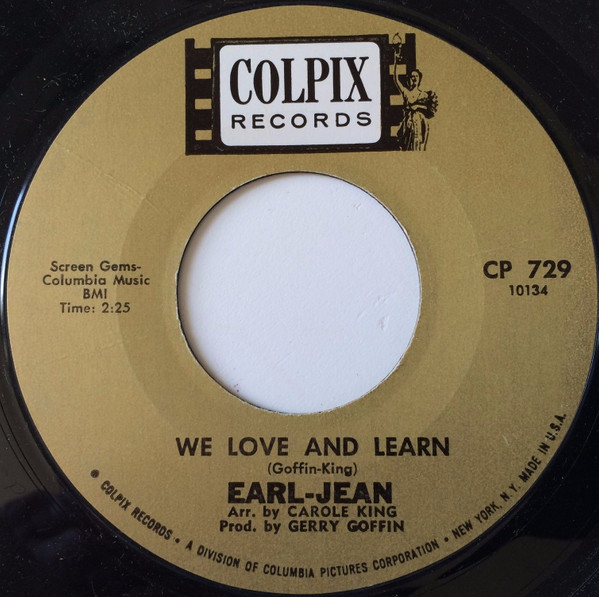 COLPIX
RECORDS
Screen Gems-
Columbia Music
BMI
Time: 2:25
CP 729
10134
WE LOVE AND LEARN
(Goffin-King)
EARL-JEAN
Arr. by CAROLE KING
Prod. by GERRY GOFFIN
• COLPIX RECORDS • A DIVISION OF COLUMBIA PICTURES CORPORATION • NEW YORK, N.Y. MADE IN U.S.A.